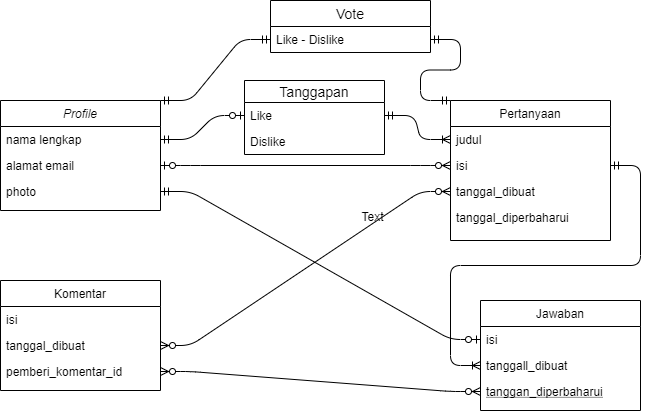 Vote
Like - Dislike
Tanggapan
Like
Dislike
Profile
nama lengkap
alamat email
photo
Pertanyaan
judul
isi
tanggal_dibuat
tanggal_diperbaharui
Text
Komentar
isi
tanggal_dibuat
pemberi_komentar_id
Jawaban
isi
tanggall_dibuat
tanggan_diperbaharui